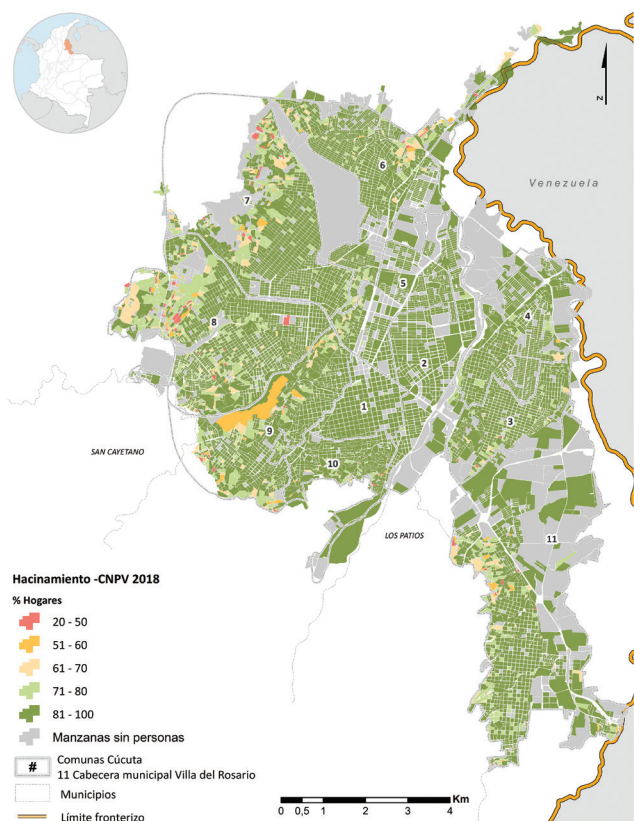 N
Venezuela
6
7
5
4
8
2
1
3
9
10
SAN CAYETANO
LOS PATIOS
11
Hacinamiento -CNPV 2018
% Hogares
20 - 50
51 - 60
61 - 70
71 - 80
81 - 100
Manzanas sin personas
# Comunas Cúcuta
11 Cabecera municipal Villa del Rosario
Municipios
Límite fronterizo
Km
0 0,5 1 2 3 4